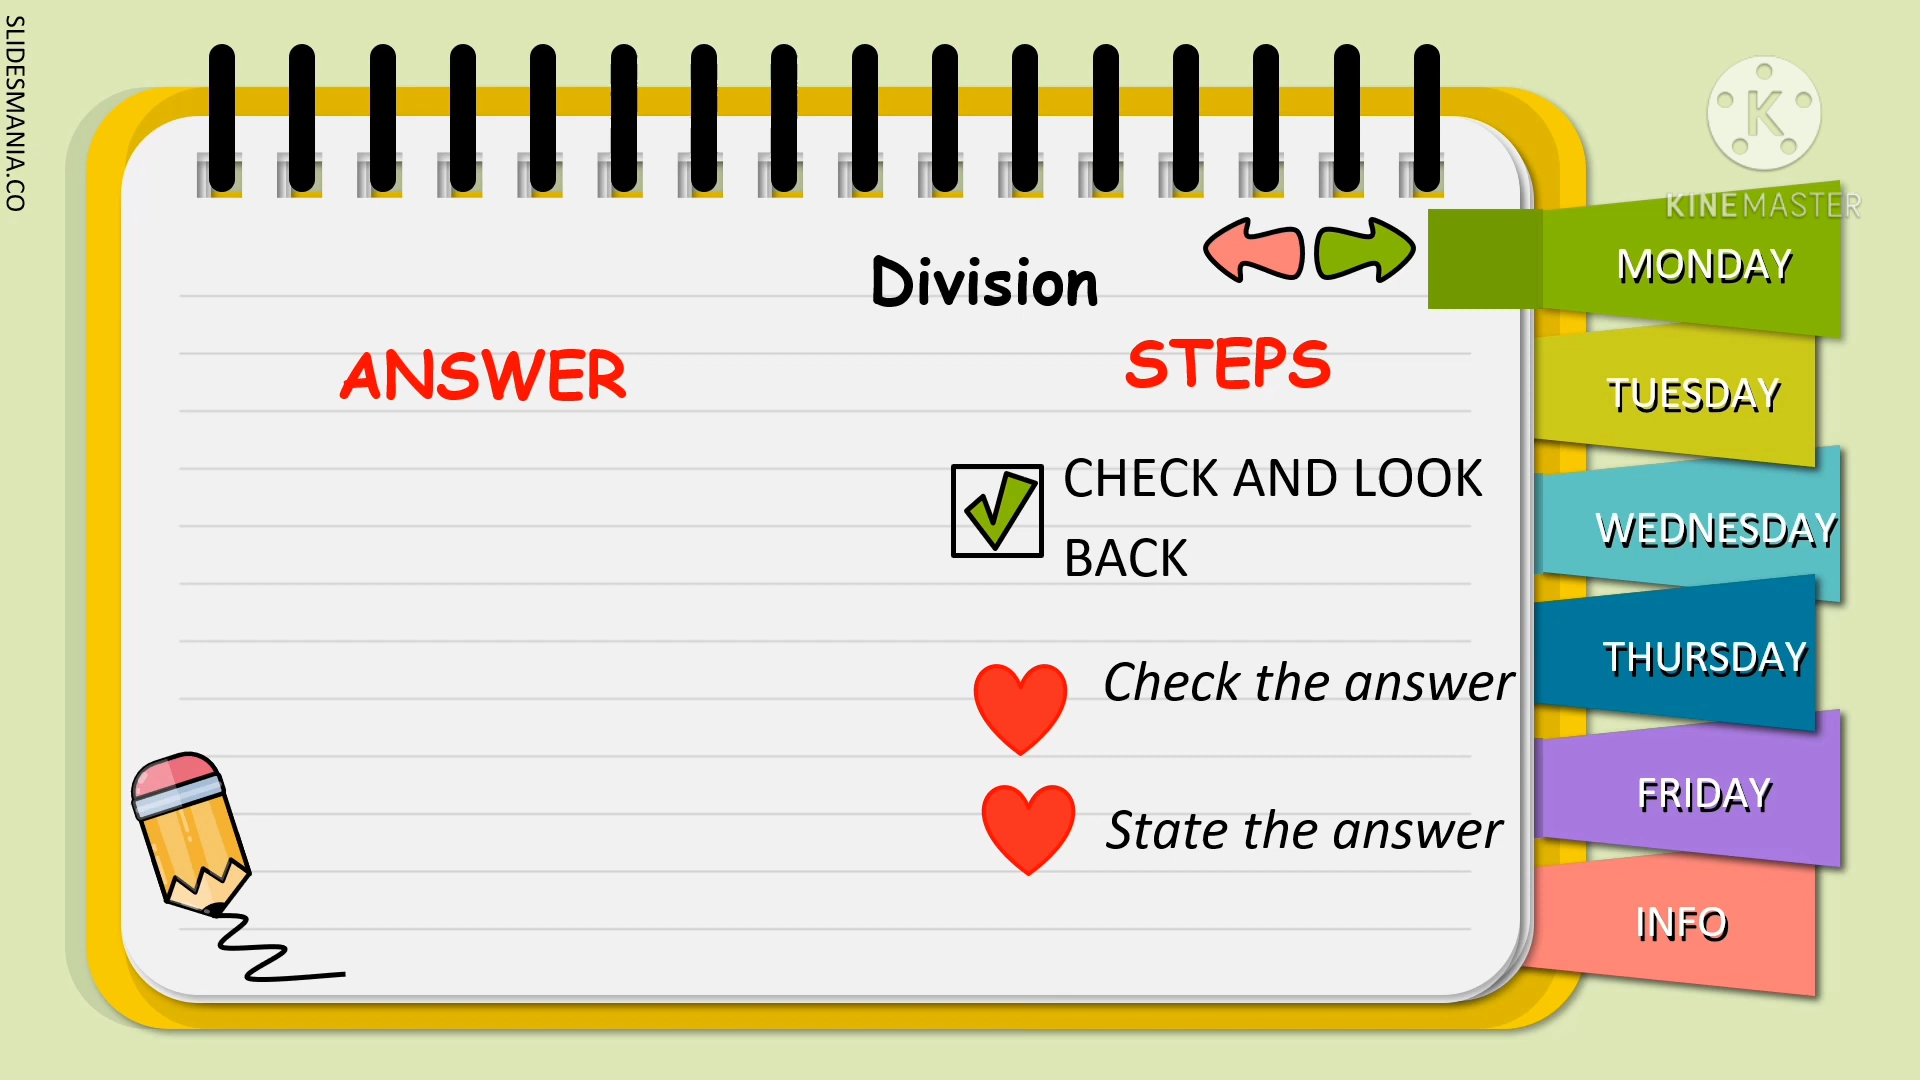 SLIDESMANIA.CO
K
KINEMASTER
Division
ANSWER
STEPS
CHECK AND LOOK
BACK
Check the answer
State the answer
MONDAY
TUESDAY
WEDNESDAY
THURSDAY
FRIDAY
INFO